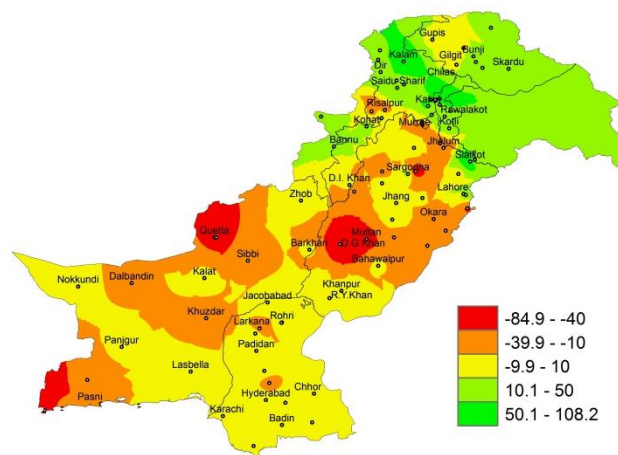 Gupis
Kalam
Gilgit
Bunji
Dir
Chilas
Skardu
Saidu Sharif
Kakul
Risalpur
Rawalakot
Kohat
Kotli
Bannu
Jhelum
Sialkot
Sargodha
D.I. Khan
Zhob
Jhang
Lahore
Okara
Quetta
Multan
Barkhan
D G Khan
Sibbi
Bahawalpur
Kalat
Nokkundi
Dalbandin
Khanpur
R.Y.Khan
Jacobabad
Khuzdar
Larkana
Rohri
Panjgur
Padidan
Lasbella
Pasni
Hyderabad
Chhor
Karachi
Badin
-84.9 - -40
-39.9 - -10
-9.9 - 10
10.1 - 50
50.1 - 108.2